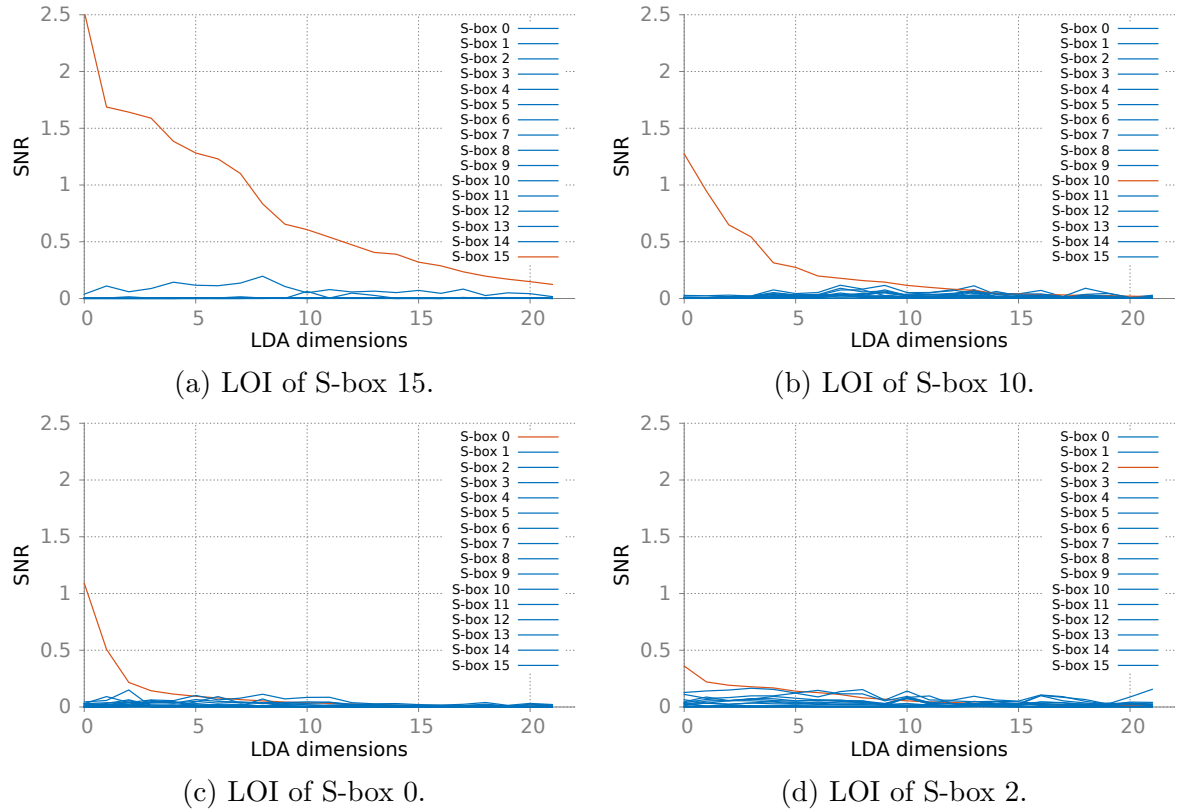 2.5
2
1.5
1
0.5
0
SNR
S-box 0
S-box 1
S-box 2
S-box 3
S-box 4
S-box 5
S-box 6
S-box 7
S-box 8
S-box 9
S-box 10
S-box 11
S-box 12
S-box 13
S-box 14
S-box 15
0 5 10 15 20
LDA dimensions
(a) LOI of S-box 15.
2.5
2
1.5
1
0.5
0
SNR
S-box 0
S-box 1
S-box 2
S-box 3
S-box 4
S-box 5
S-box 6
S-box 7
S-box 8
S-box 9
S-box 10
S-box 11
S-box 12
S-box 13
S-box 14
S-box 15
0 5 10 15 20
LDA dimensions
(b) LOI of S-box 10.
2.5
2
1.5
1
0.5
0
SNR
S-box 0
S-box 1
S-box 2
S-box 3
S-box 4
S-box 5
S-box 6
S-box 7
S-box 8
S-box 9
S-box 10
S-box 11
S-box 12
S-box 13
S-box 14
S-box 15
0 5 10 15 20
LDA dimensions
(c) LOI of S-box 0.
2.5
2
1.5
1
0.5
0
SNR
S-box 0
S-box 1
S-box 2
S-box 3
S-box 4
S-box 5
S-box 6
S-box 7
S-box 8
S-box 9
S-box 10
S-box 11
S-box 12
S-box 13
S-box 14
S-box 15
0 5 10 15 20
LDA dimensions
(d) LOI of S-box 2.